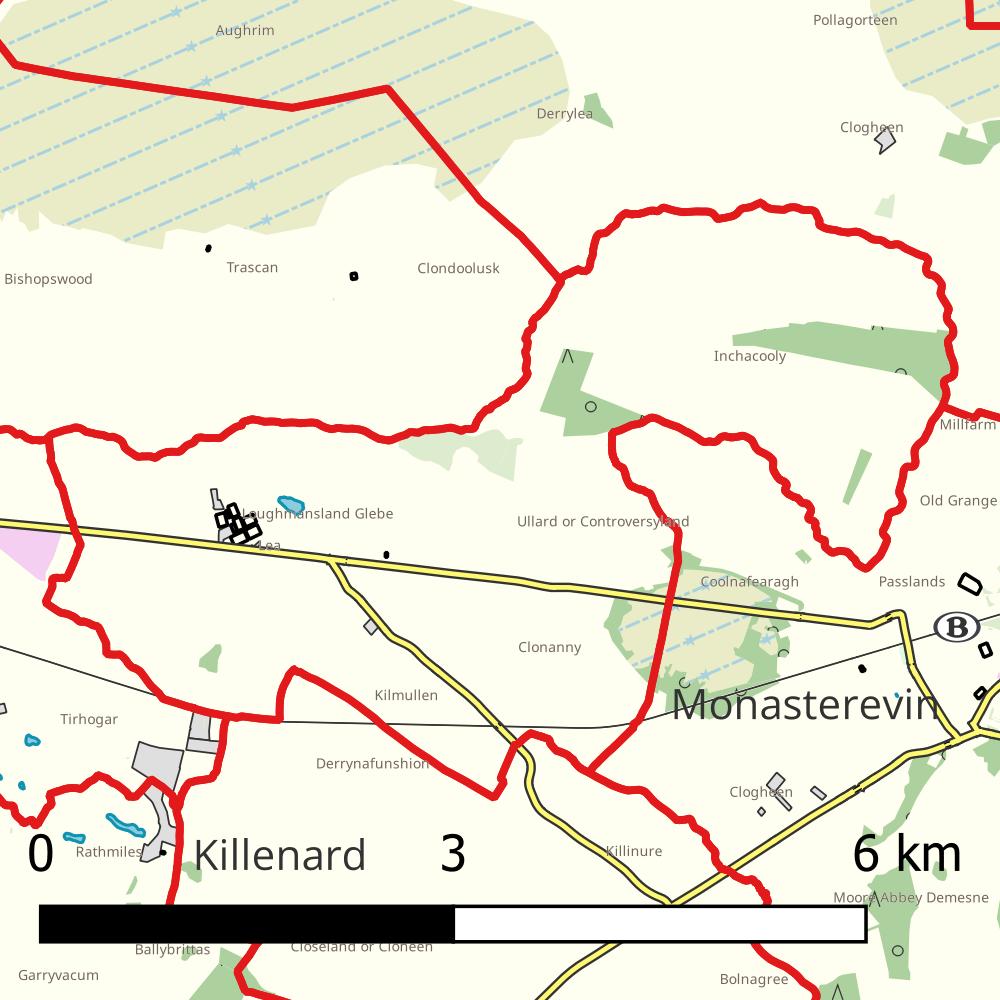 Pollagorteen
Aughrim
Derrylea
Clogheen
Trascan
Clondoolusk
Bishopswood
Inchacooly
Millfarm
Old Grange
Loughmansland Glebe
Ullard or Controversyland
Lea
Coolnafearagh
Passlands
B
Clonanny
Kilmullen
Monasterevin
Tirhogar
Derrynafunshion
Clogheen
Rathmiles
Killenard
Killinure
0 3 6 km
Moore Abbey Demesne
Ballybrittas
Closeland or Cloneen
Garryvacum
Bolnagree